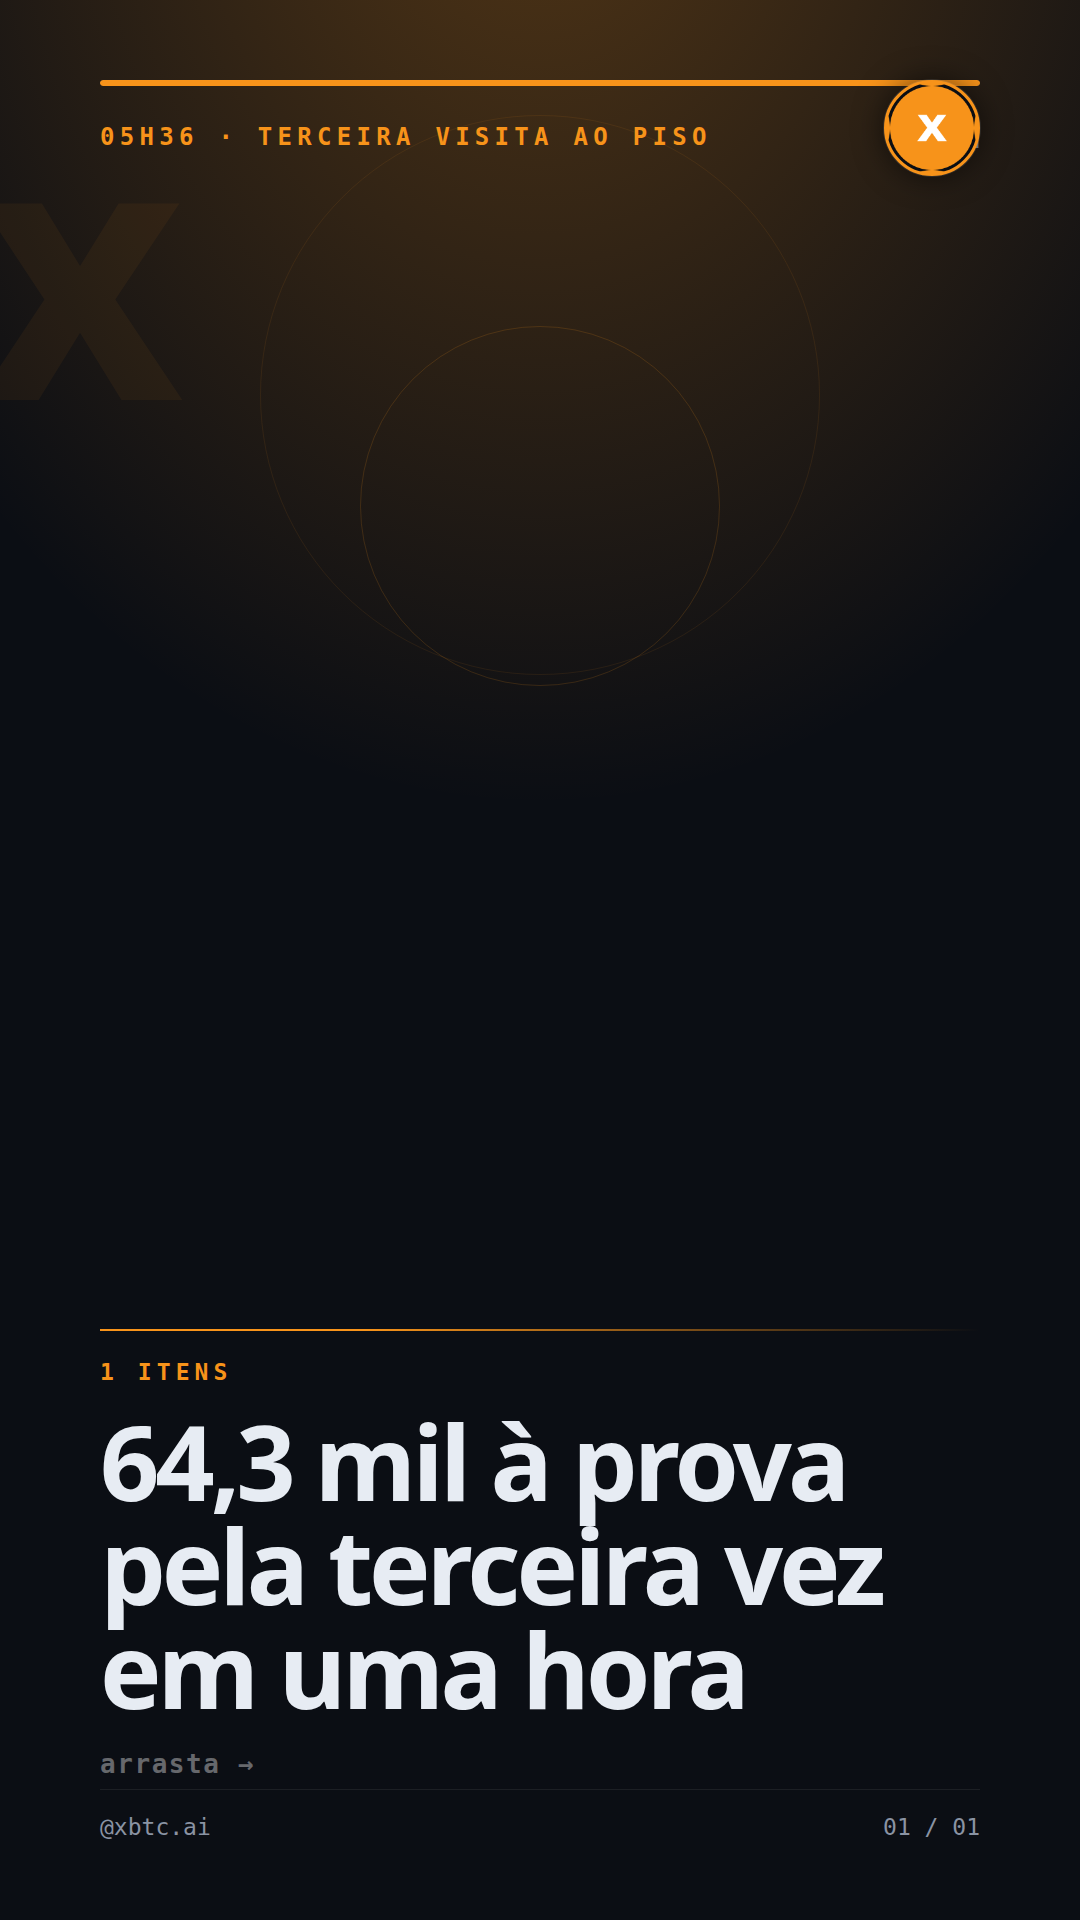 05H36 · TERCEIRA VISITA AO PISO
X
X
1 ITENS
64,3 mil à prova
pela terceira vez
em uma hora
arrasta →
@xbtc.ai
01 / 01